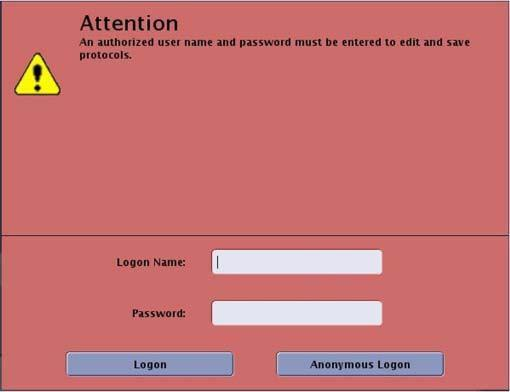 Attention
An authorized user name and password must be entered to edit and save
protocols.
Logon Name:
Password:
Logon
Anonymous Logon